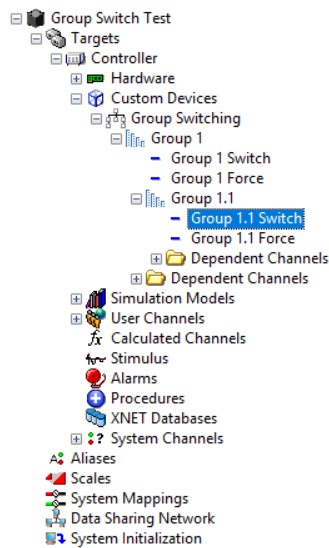 Group Switch Test
Targets
Controller
Hardware
Custom Devices
Group Switching
Group 1
Group 1 Switch
Group 1 Force
Group 1.1
Group 1.1 Switch
Group 1.1 Force
Dependent Channels
Dependent Channels
Simulation Models
User Channels
fx Calculated Channels
Stimulus
Alarms
Procedures
XNET Databases
System Channels
Aliases
Scales
System Mappings
Data Sharing Network
System Initialization